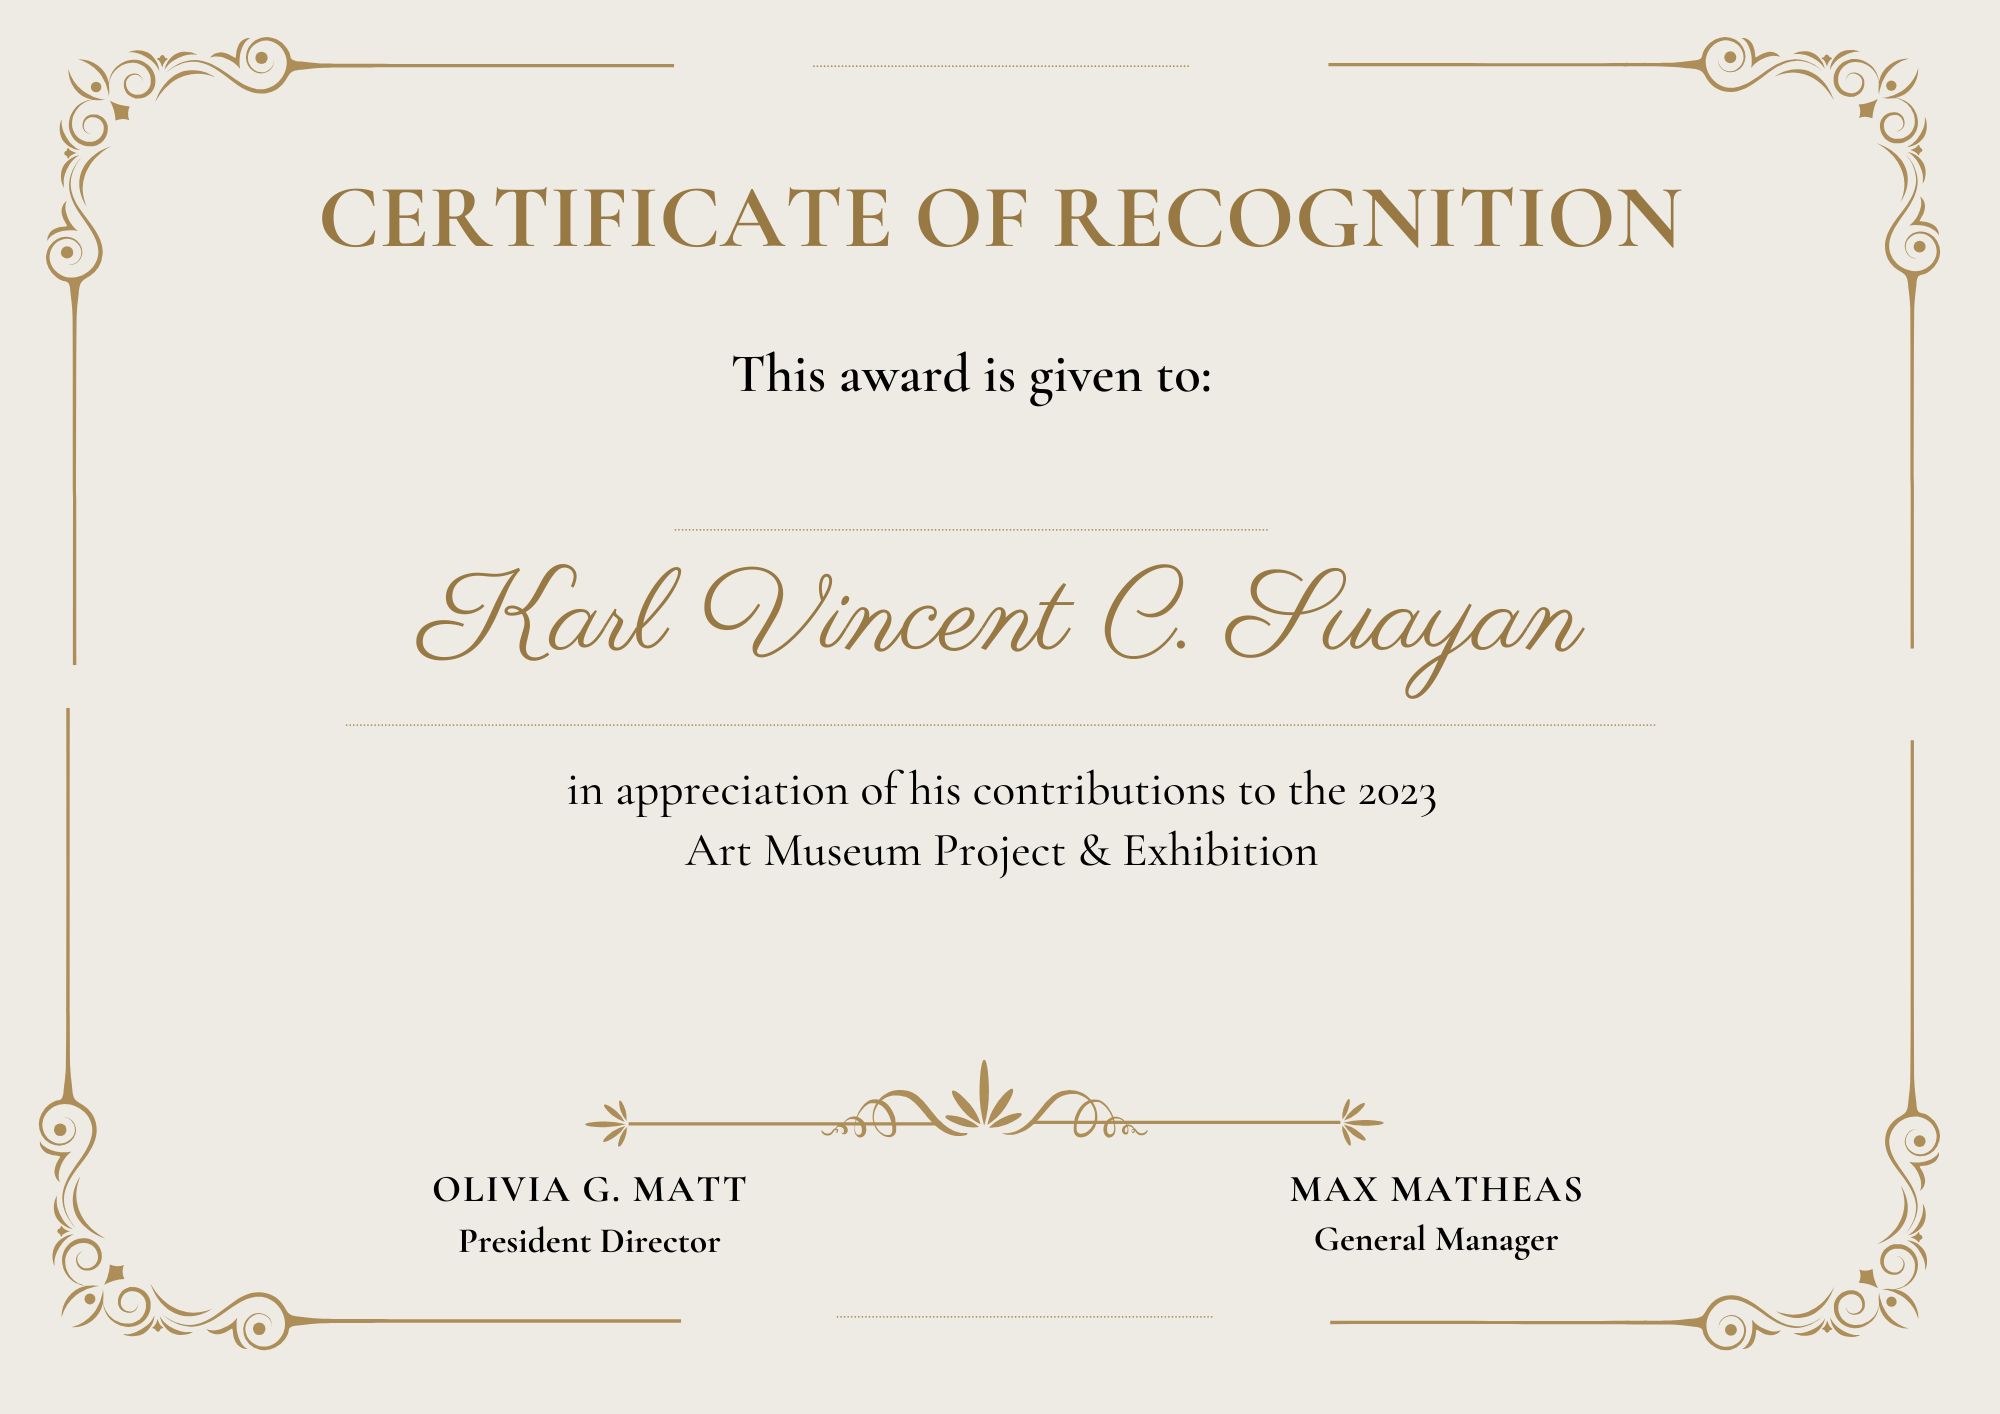 CERTIFICATE OF RECOGNITION
This award is given to:
Karl Vincent C. Suayan
in appreciation of his contributions to the 2023
Art Museum Project & Exhibition
OLIVIA G. MATT
President Director
MAX MATHEAS
General Manager